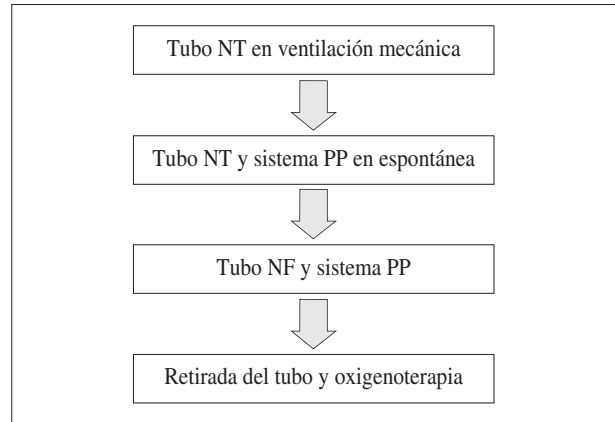 Tubo NT en ventilación mecánica
Tubo NT y sistema PP en espontánea
Tubo NF y sistema PP
Retirada del tubo y oxigenoterapia